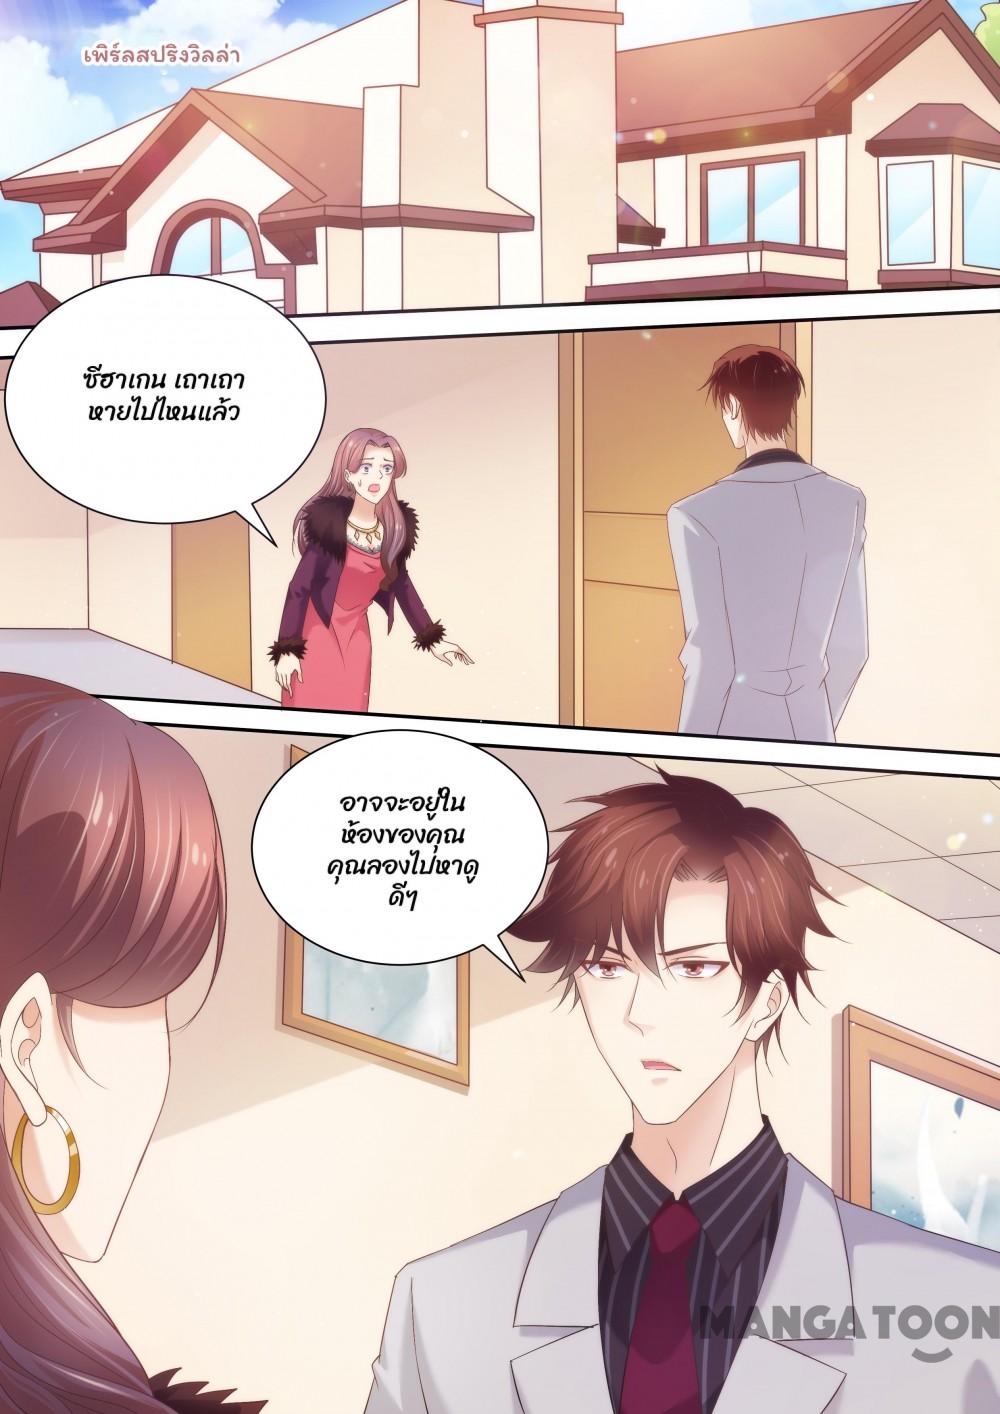 เพิร์ลสปริงวิลล่า
ซีฮาเกน เถาเถา
หายไปไหนแล้ว
อาจจะอยู่ใน
ห้องของคุณ
คุณลองไปหาดู
ดีๆ
MANGATOON